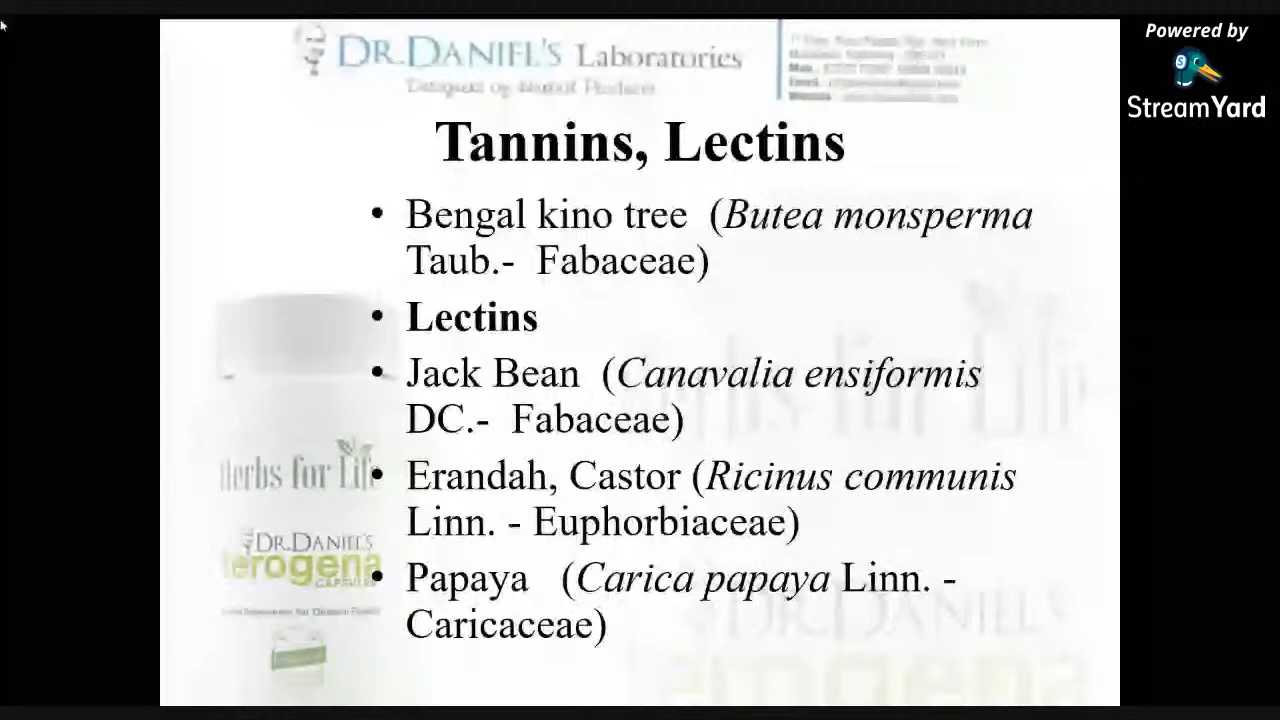 Powered by
StreamYard
DR.DANIEL'S Laboratories
Tannins, Lectins
• Bengal kino tree (Butea monsperma
Taub.- Fabaceae)
• Lectins
• Jack Bean (Canavalia ensiformis
DC.- Fabaceae)
• Erandah, Castor (Ricinus communis
Linn. - Euphorbiaceae)
• Papaya (Carica papaya Linn. -
Caricaceae)
Herbs for Life
DR.DANIEL'S
erogena
CAPSULES